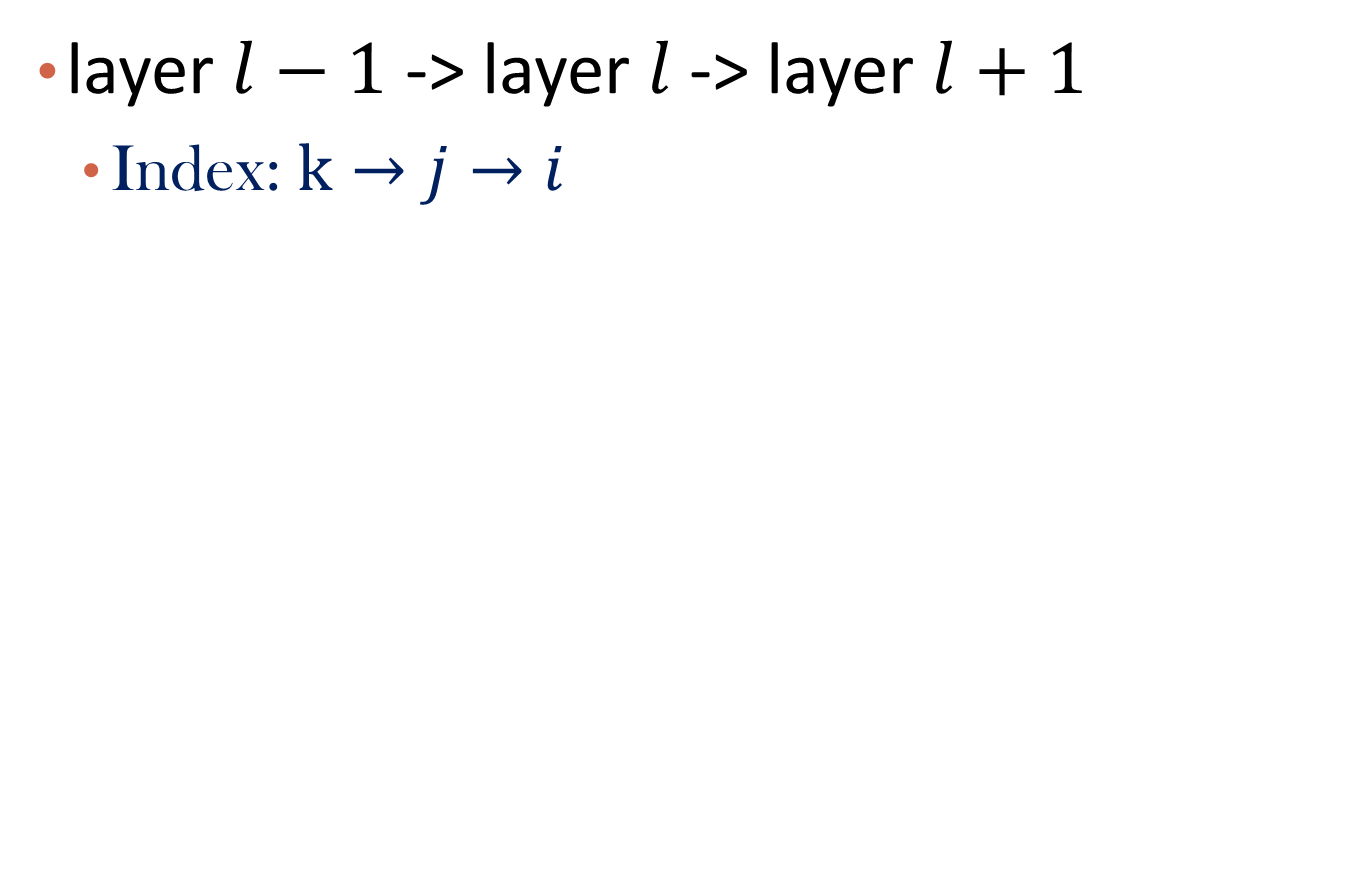 • layer 𝑙 − 1 -> layer 𝑙 -> layer 𝑙 + 1
• Index: k → 𝑗 → 𝑖